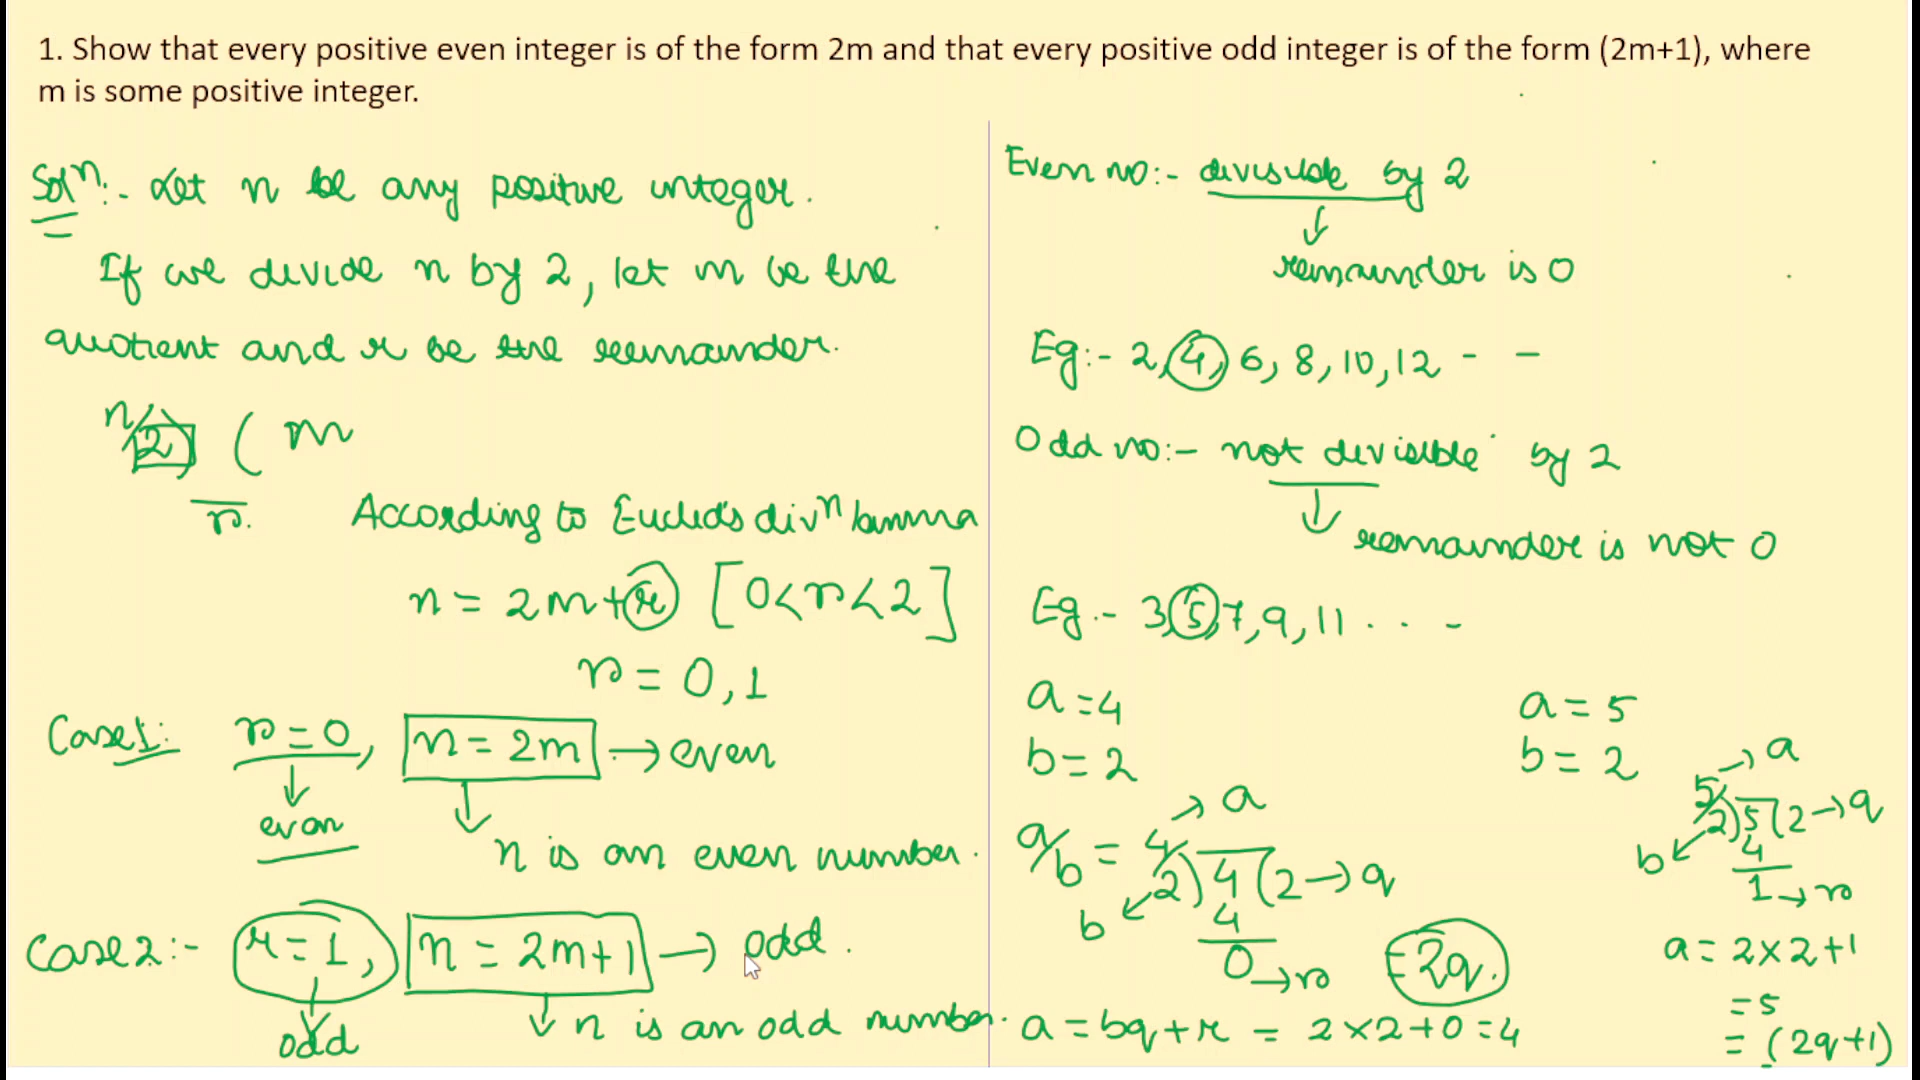 1. Show that every positive even integer is of the form 2m and that every positive odd integer is of the form (2m+1), where
m is some positive integer.
Solⁿ:- Let n be any positive integer.
If we divide n by 2, let m be the
quotient and r be the remainder.
n/2) ( m
r.
According to Euclid's divⁿ lemma
n = 2m+r [0<r<2]
r = 0,1
Case1: r=0, n = 2m → even
even
n is an even number.
Case2:- r=1, n = 2m+1 → odd.
odd
n is an odd number.
Even no:- divisible by 2
remainder is 0
Eg:- 2,4,6,8,10,12 - -
Odd no:- not divisible by 2
remainder is not 0
Eg.- 3,5,7,9,11 . . -
a=4
b=2
a/b = 4/2)4(2→q
→a
b
4
0→r
=2q.
a=bq+r = 2×2+0=4
a=5
b=2
→a
5/2)5(2→q
b
4
1→r
a=2×2+1
=5
=(2q+1)